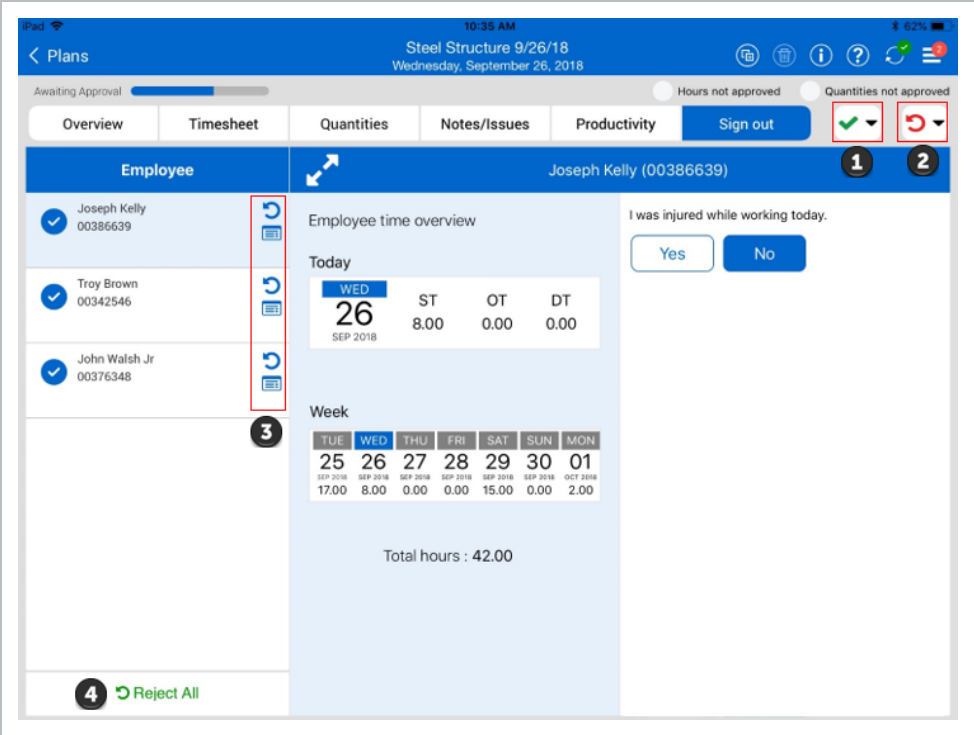 iPad 10:35 AM 62%
Plans
Steel Structure 9/26/18
Wednesday, September 26, 2018
2
Awaiting Approval
Hours not approved
Quantities not approved
Overview Timesheet Quantities Notes/Issues Productivity Sign out
1 2
Employee
Joseph Kelly (00386639)
Joseph Kelly
00386639
Troy Brown
00342546
John Walsh Jr
00376348
3
4 Reject All
Employee time overview
Today
WED
26
SEP 2018
ST OT DT
8.00 0.00 0.00
Week
TUE WED THU FRI SAT SUN MON
25 26 27 28 29 30 01
SEP 2018 SEP 2018 SEP 2018 SEP 2018 SEP 2018 SEP 2018 OCT 2018
17.00 8.00 0.00 0.00 15.00 0.00 2.00
Total hours : 42.00
I was injured while working today.
Yes No